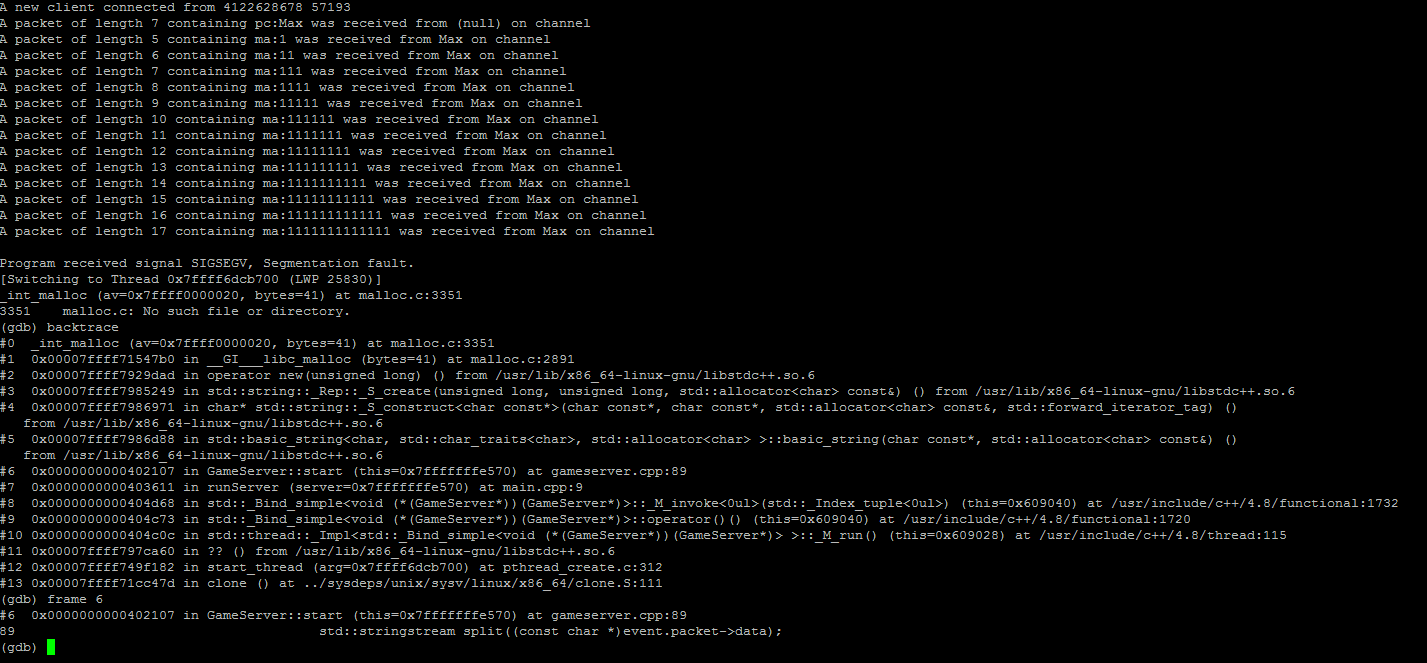 A new client connected from 4122628678 57193
A packet of length 7 containing pc:Max was received from (null) on channel
A packet of length 5 containing ma:1 was received from Max on channel
A packet of length 6 containing ma:11 was received from Max on channel
A packet of length 7 containing ma:111 was received from Max on channel
A packet of length 8 containing ma:1111 was received from Max on channel
A packet of length 9 containing ma:11111 was received from Max on channel
A packet of length 10 containing ma:111111 was received from Max on channel
A packet of length 11 containing ma:1111111 was received from Max on channel
A packet of length 12 containing ma:11111111 was received from Max on channel
A packet of length 13 containing ma:111111111 was received from Max on channel
A packet of length 14 containing ma:1111111111 was received from Max on channel
A packet of length 15 containing ma:11111111111 was received from Max on channel
A packet of length 16 containing ma:111111111111 was received from Max on channel
A packet of length 17 containing ma:1111111111111 was received from Max on channel
Program received signal SIGSEGV, Segmentation fault.
[Switching to Thread 0x7ffff6dcb700 (LWP 25830)]
_int_malloc (av=0x7ffff0000020, bytes=41) at malloc.c:3351
3351    malloc.c: No such file or directory.
(gdb) backtrace
#0  _int_malloc (av=0x7ffff0000020, bytes=41) at malloc.c:3351
#1  0x00007ffff71547b0 in __GI___libc_malloc (bytes=41) at malloc.c:2891
#2  0x00007ffff7929dad in operator new(unsigned long) () from /usr/lib/x86_64-linux-gnu/libstdc++.so.6
#3  0x00007ffff7985249 in std::string::_Rep::_S_create(unsigned long, unsigned long, std::allocator<char> const&) () from /usr/lib/x86_64-linux-gnu/libstdc++.so.6
#4  0x00007ffff7986971 in char* std::string::_S_construct<char const*>(char const*, char const*, std::allocator<char> const&, std::forward_iterator_tag) ()
from /usr/lib/x86_64-linux-gnu/libstdc++.so.6
#5  0x00007ffff7986d88 in std::basic_string<char, std::char_traits<char>, std::allocator<char> >::basic_string(char const*, std::allocator<char> const&) ()
from /usr/lib/x86_64-linux-gnu/libstdc++.so.6
#6  0x0000000000402107 in GameServer::start (this=0x7fffffffe570) at gameserver.cpp:89
#7  0x0000000000403611 in runServer (server=0x7fffffffe570) at main.cpp:9
#8  0x0000000000404d68 in std::_Bind_simple<void (*(GameServer*))(GameServer*)>::_M_invoke<0ul>(std::_Index_tuple<0ul>) (this=0x609040) at /usr/include/c++/4.8/functional:1732
#9  0x0000000000404c73 in std::_Bind_simple<void (*(GameServer*))(GameServer*)>::operator()() (this=0x609040) at /usr/include/c++/4.8/functional:1720
#10 0x0000000000404c0c in std::thread::_Impl<std::_Bind_simple<void (*(GameServer*))(GameServer*)> >::_M_run() (this=0x609028) at /usr/include/c++/4.8/thread:115
#11 0x00007ffff797ca60 in ?? () from /usr/lib/x86_64-linux-gnu/libstdc++.so.6
#12 0x00007ffff749f182 in start_thread (arg=0x7ffff6dcb700) at pthread_create.c:312
#13 0x00007ffff71cc47d in clone () at ../sysdeps/unix/sysv/linux/x86_64/clone.S:111
(gdb) frame 6
#6  0x0000000000402107 in GameServer::start (this=0x7fffffffe570) at gameserver.cpp:89
89                                      std::stringstream split((const char *)event.packet->data);
(gdb)